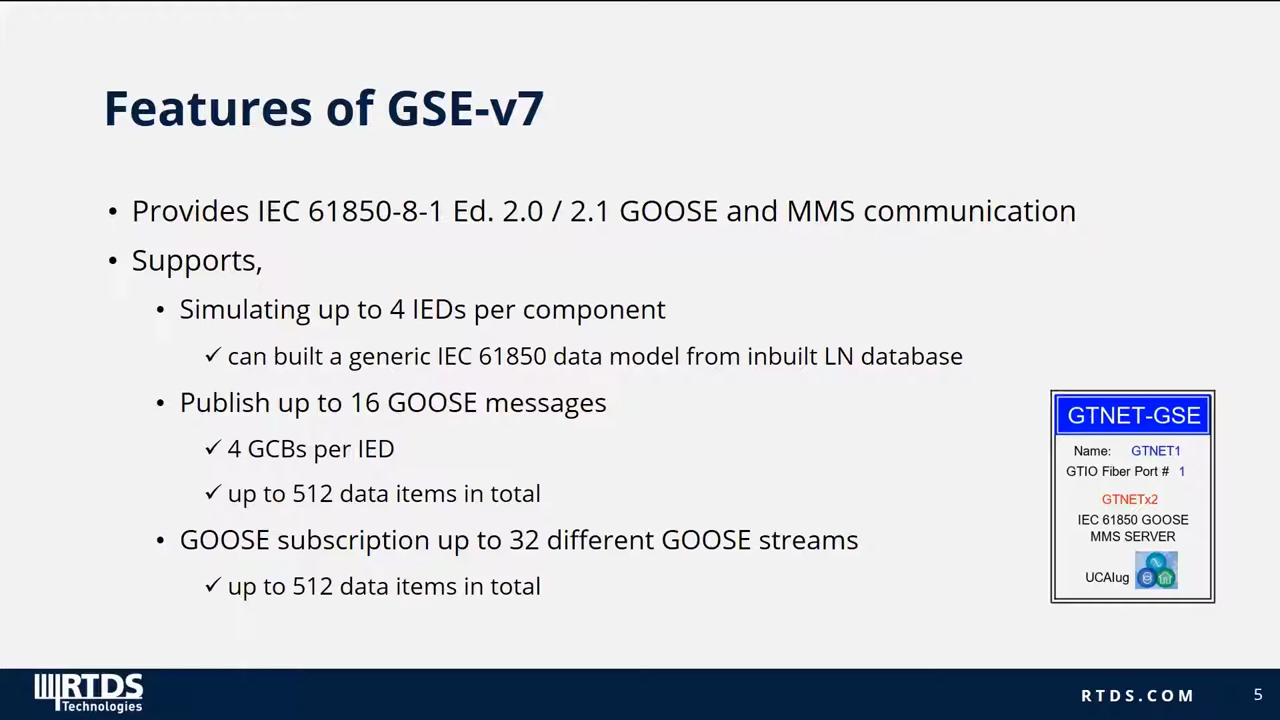 Features of GSE-v7
• Provides IEC 61850-8-1 Ed. 2.0 / 2.1 GOOSE and MMS communication
• Supports,
• Simulating up to 4 IEDs per component
✓ can built a generic IEC 61850 data model from inbuilt LN database
• Publish up to 16 GOOSE messages
✓ 4 GCBs per IED
✓ up to 512 data items in total
• GOOSE subscription up to 32 different GOOSE streams
✓ up to 512 data items in total
GTNET-GSE
Name: GTNET1
GTIO Fiber Port # 1
GTNETx2
IEC 61850 GOOSE
MMS SERVER
UCAIug
RTDS
Technologies
RTDS.COM
5